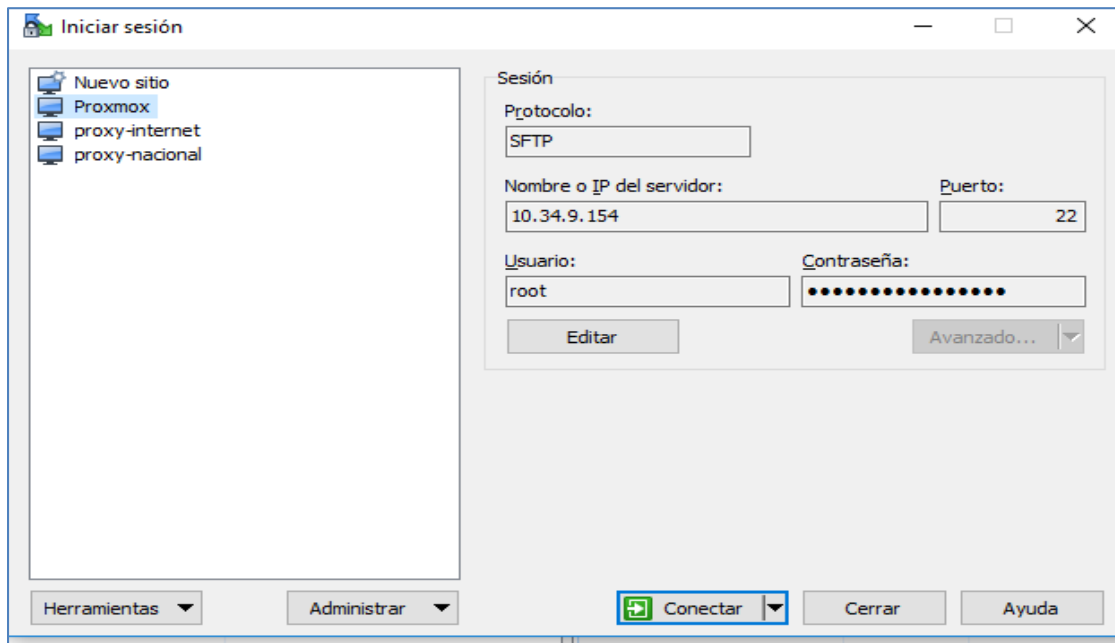 Iniciar sesión
Nuevo sitio
Proxmox
proxy-internet
proxy-nacional
Sesión
Protocolo:
SFTP
Nombre o IP del servidor: Puerto:
10.34.9.154 22
Usuario: Contraseña:
root ••••••••••••••••
Editar Avanzado...
Herramientas Administrar Conectar Cerrar Ayuda